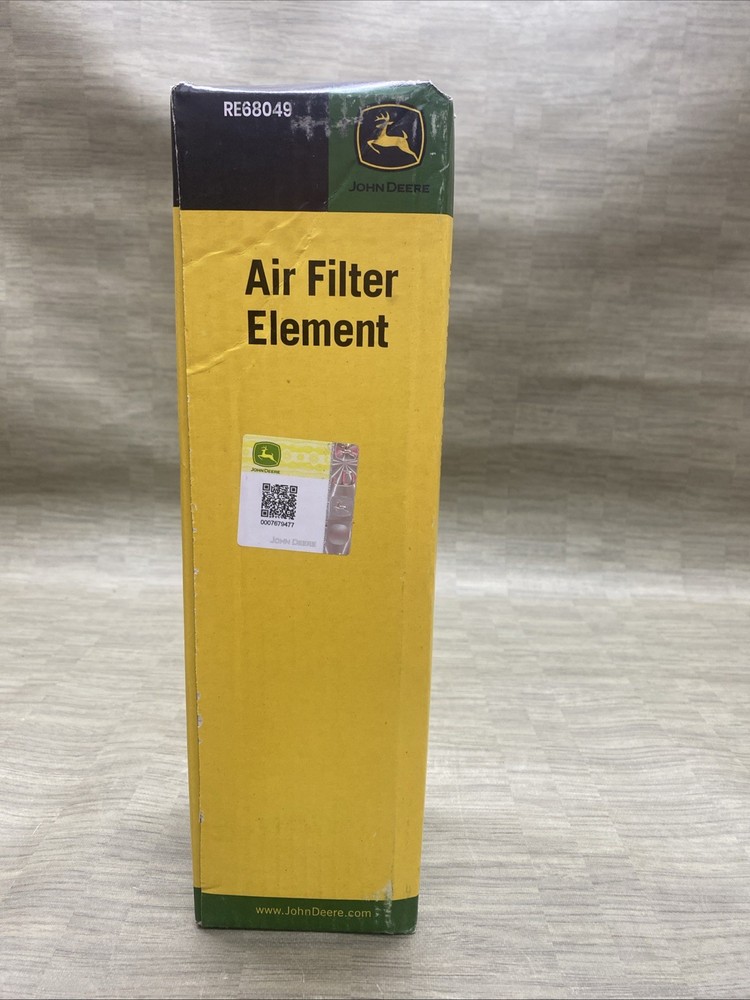 RE68049
JOHN DEERE
Air Filter
Element
JOHN DEERE
0007679477
JOHN DEERE
www.JohnDeere.com